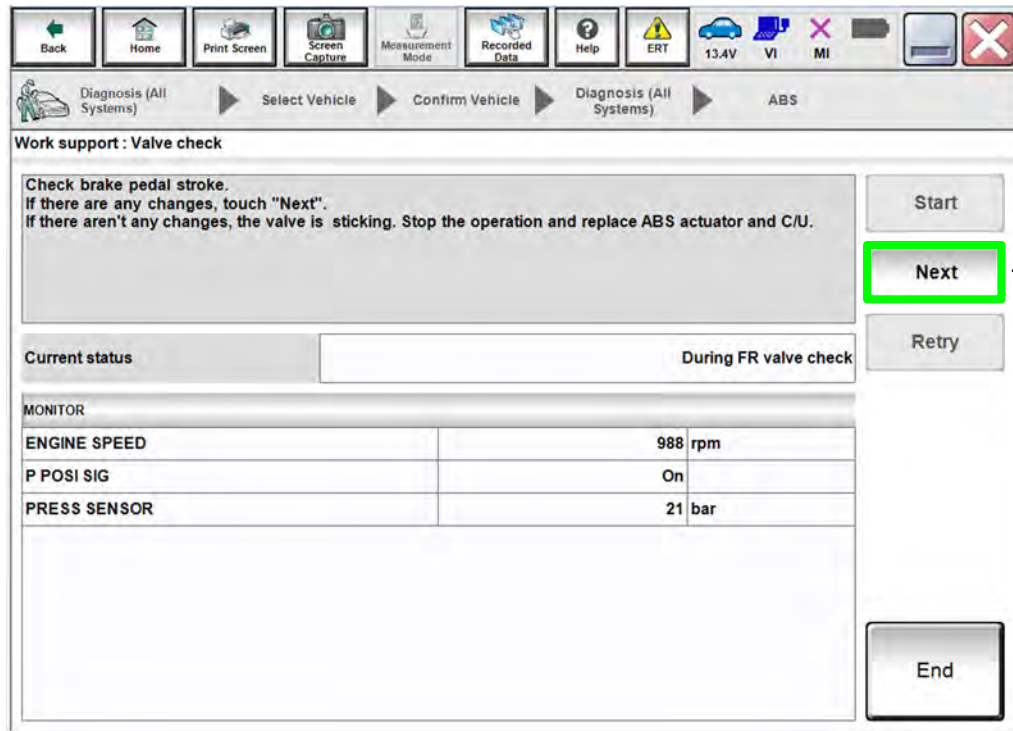 Back
Home
Print Screen
Screen
Capture
Measurement
Mode
Recorded
Data
Help
ERT
13.4V
VI
MI
Diagnosis (All
Systems)
Select Vehicle
Confirm Vehicle
Diagnosis (All
Systems)
ABS
Work support : Valve check
Check brake pedal stroke.
If there are any changes, touch "Next".
If there aren't any changes, the valve is sticking. Stop the operation and replace ABS actuator and C/U.
Start
Next
Retry
Current status
During FR valve check
MONITOR
ENGINE SPEED 988 rpm
P POSI SIG On
PRESS SENSOR 21 bar
End